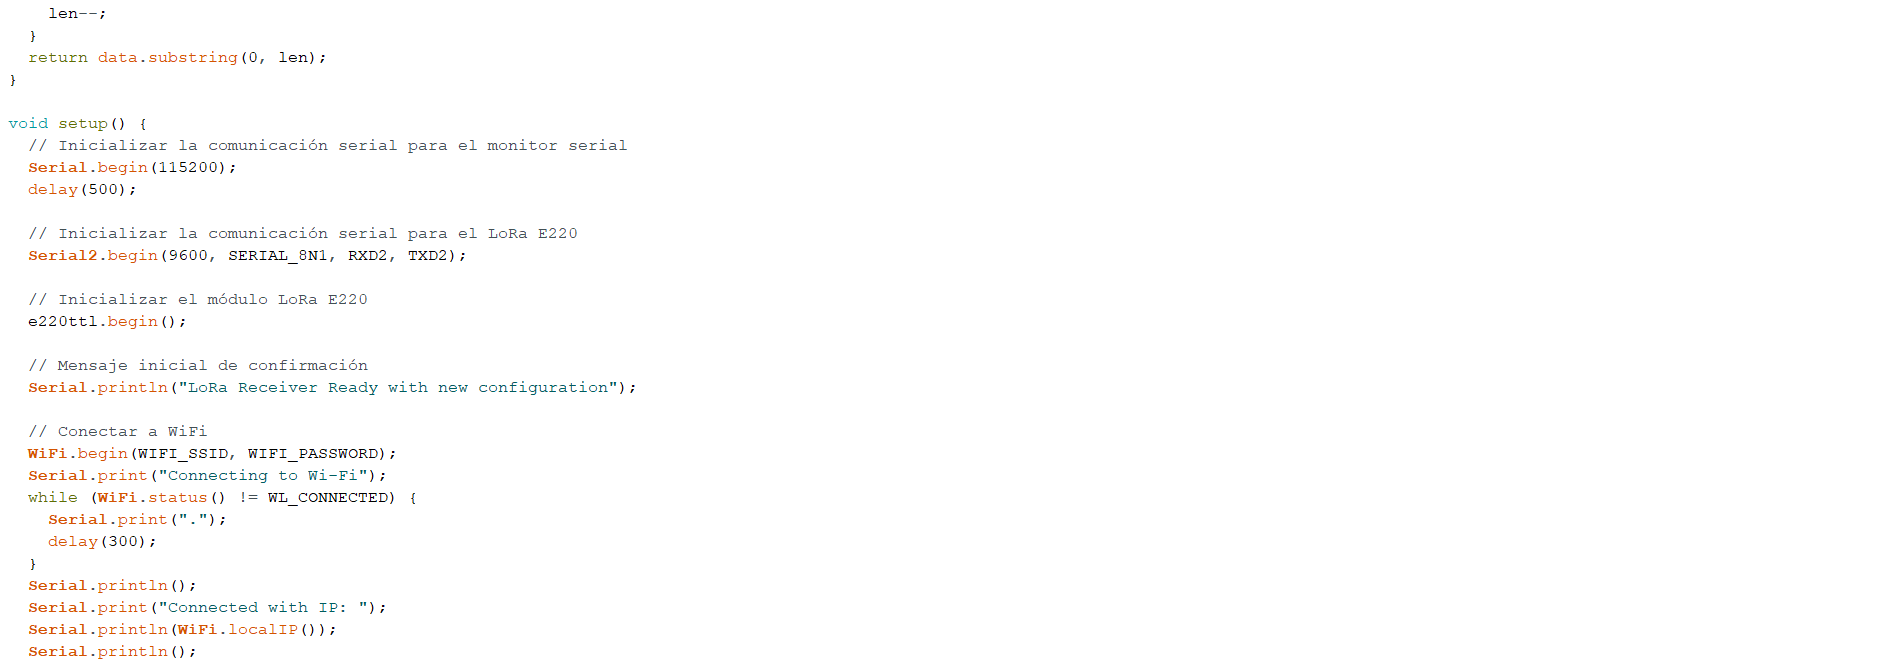 len--;
  }
  return data.substring(0, len);
}

void setup() {
  // Inicializar la comunicación serial para el monitor serial
  Serial.begin(115200);
  delay(500);

  // Inicializar la comunicación serial para el LoRa E220
  Serial2.begin(9600, SERIAL_8N1, RXD2, TXD2);

  // Inicializar el módulo LoRa E220
  e220ttl.begin();

  // Mensaje inicial de confirmación
  Serial.println("LoRa Receiver Ready with new configuration");

  // Conectar a WiFi
  WiFi.begin(WIFI_SSID, WIFI_PASSWORD);
  Serial.print("Connecting to Wi-Fi");
  while (WiFi.status() != WL_CONNECTED) {
    Serial.print(".");
    delay(300);
  }
  Serial.println();
  Serial.print("Connected with IP: ");
  Serial.println(WiFi.localIP());
  Serial.println();